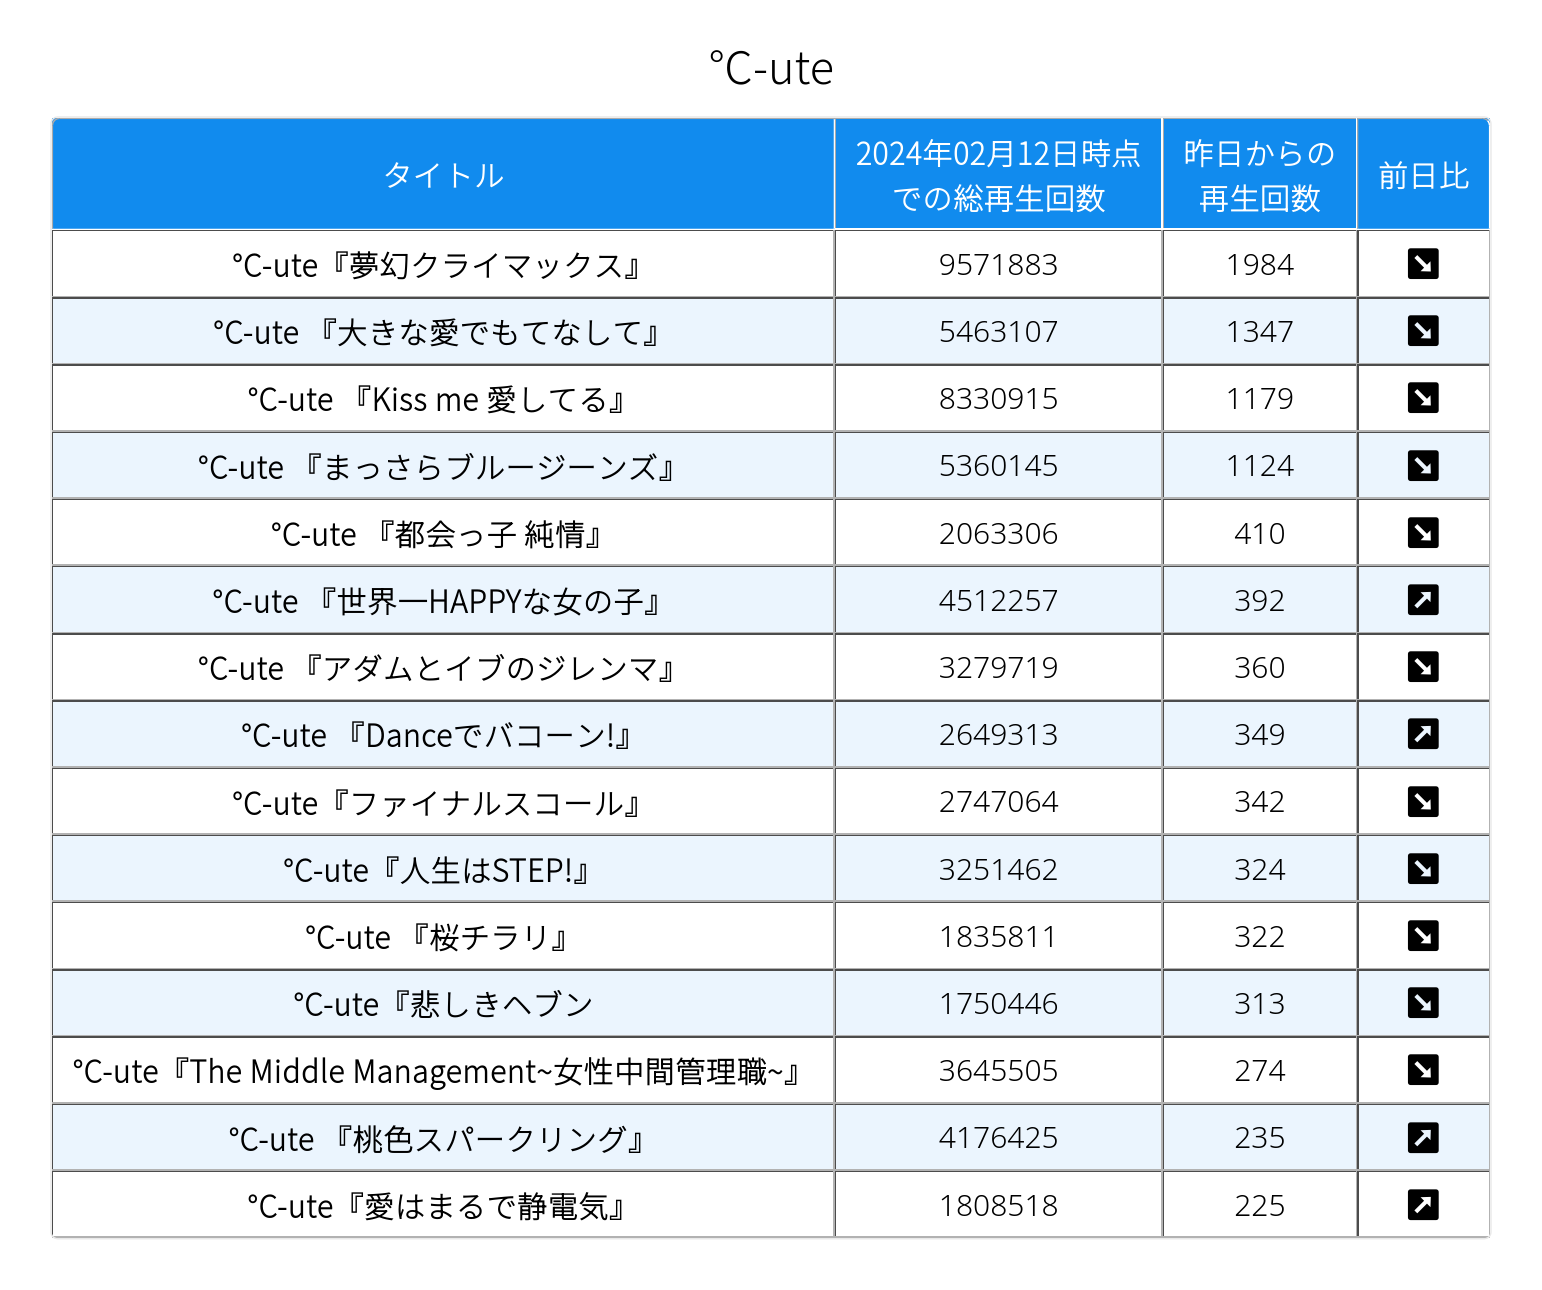 ℃-ute
タイトル
2024年02月12日時点
での総再生回数
昨日からの
再生回数
前日比
℃-ute『夢幻クライマックス』 9571883 1984
℃-ute 『大きな愛でもてなして』 5463107 1347
℃-ute 『Kiss me 愛してる』 8330915 1179
℃-ute 『まっさらブルージーンズ』 5360145 1124
℃-ute 『都会っ子 純情』 2063306 410
℃-ute 『世界一HAPPYな女の子』 4512257 392
℃-ute 『アダムとイブのジレンマ』 3279719 360
℃-ute 『Danceでバコーン!』 2649313 349
℃-ute『ファイナルスコール』 2747064 342
℃-ute『人生はSTEP!』 3251462 324
℃-ute 『桜チラリ』 1835811 322
℃-ute『悲しきヘブン 1750446 313
℃-ute『The Middle Management~女性中間管理職~』 3645505 274
℃-ute 『桃色スパークリング』 4176425 235
℃-ute『愛はまるで静電気』 1808518 225